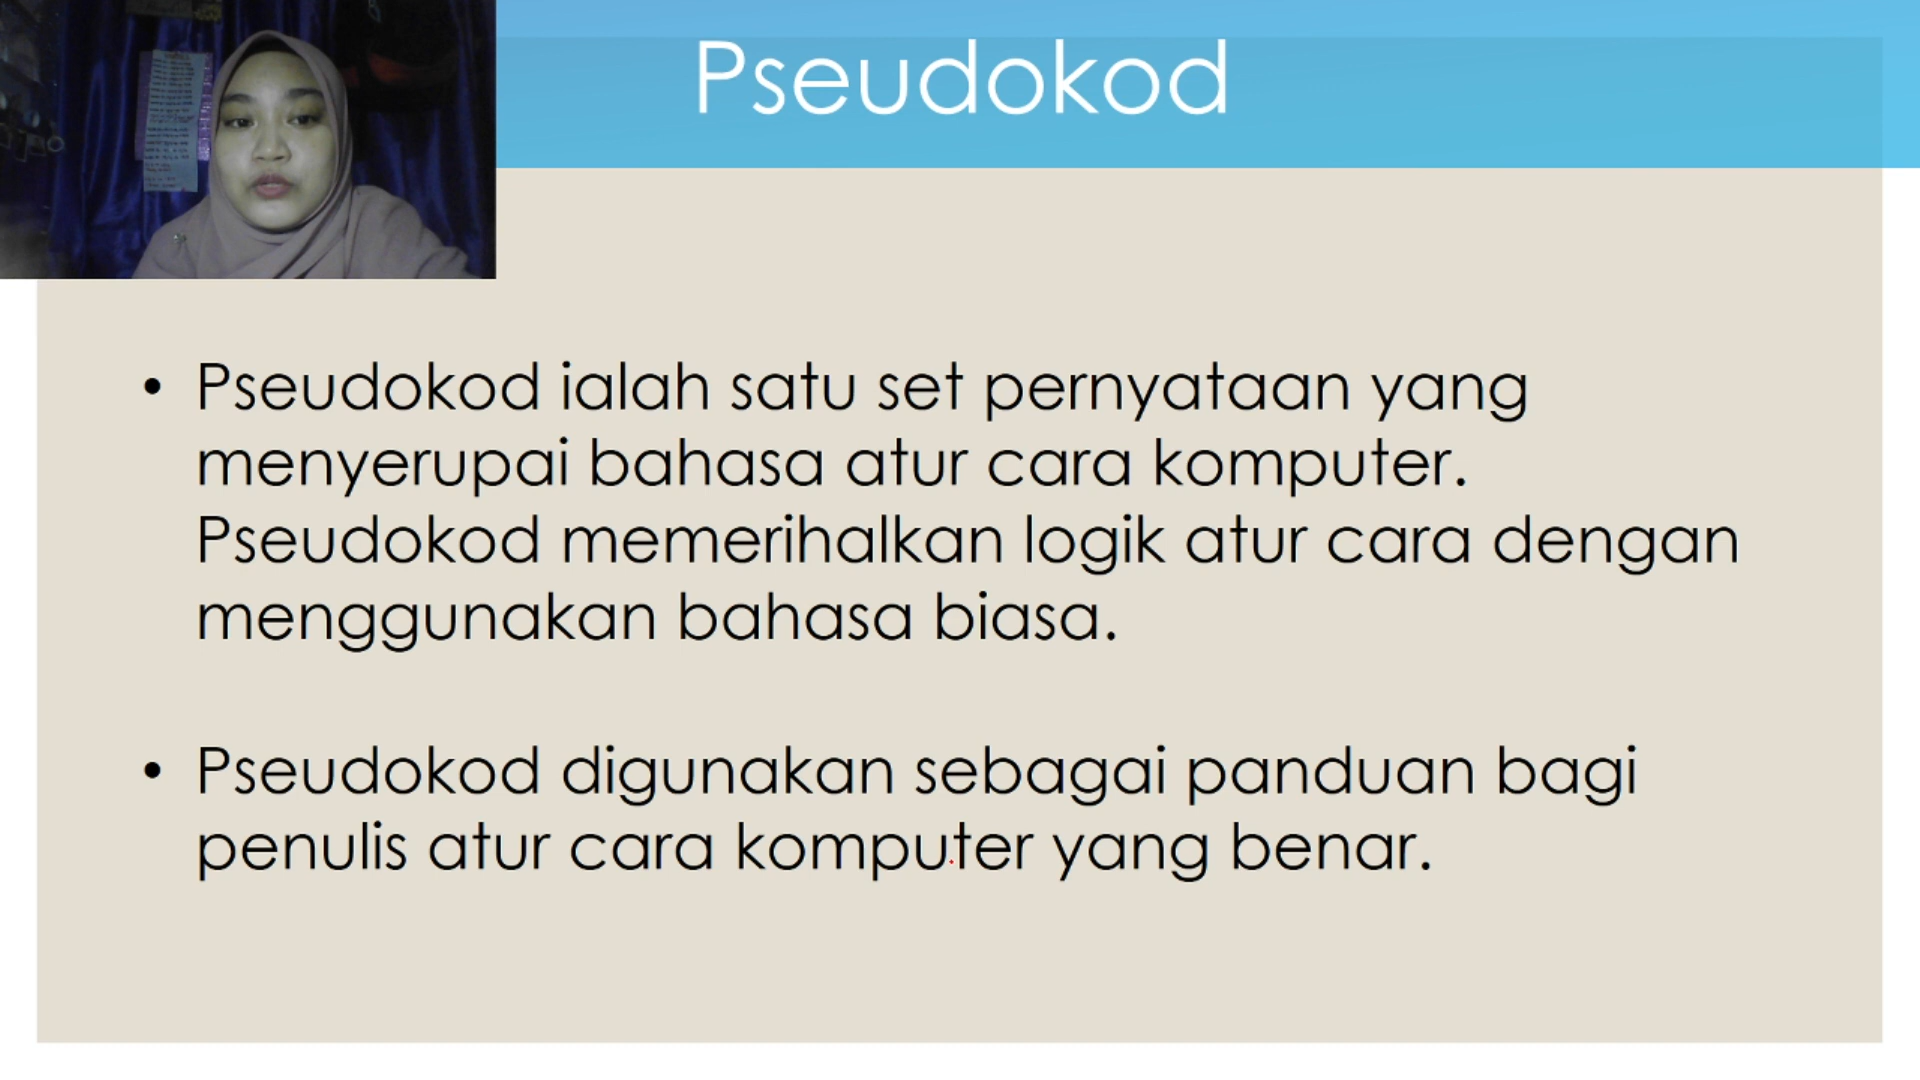 Pseudokod
• Pseudokod ialah satu set pernyataan yang
menyerupai bahasa atur cara komputer.
Pseudokod memerihalkan logik atur cara dengan
menggunakan bahasa biasa.
• Pseudokod digunakan sebagai panduan bagi
penulis atur cara komputer yang benar.